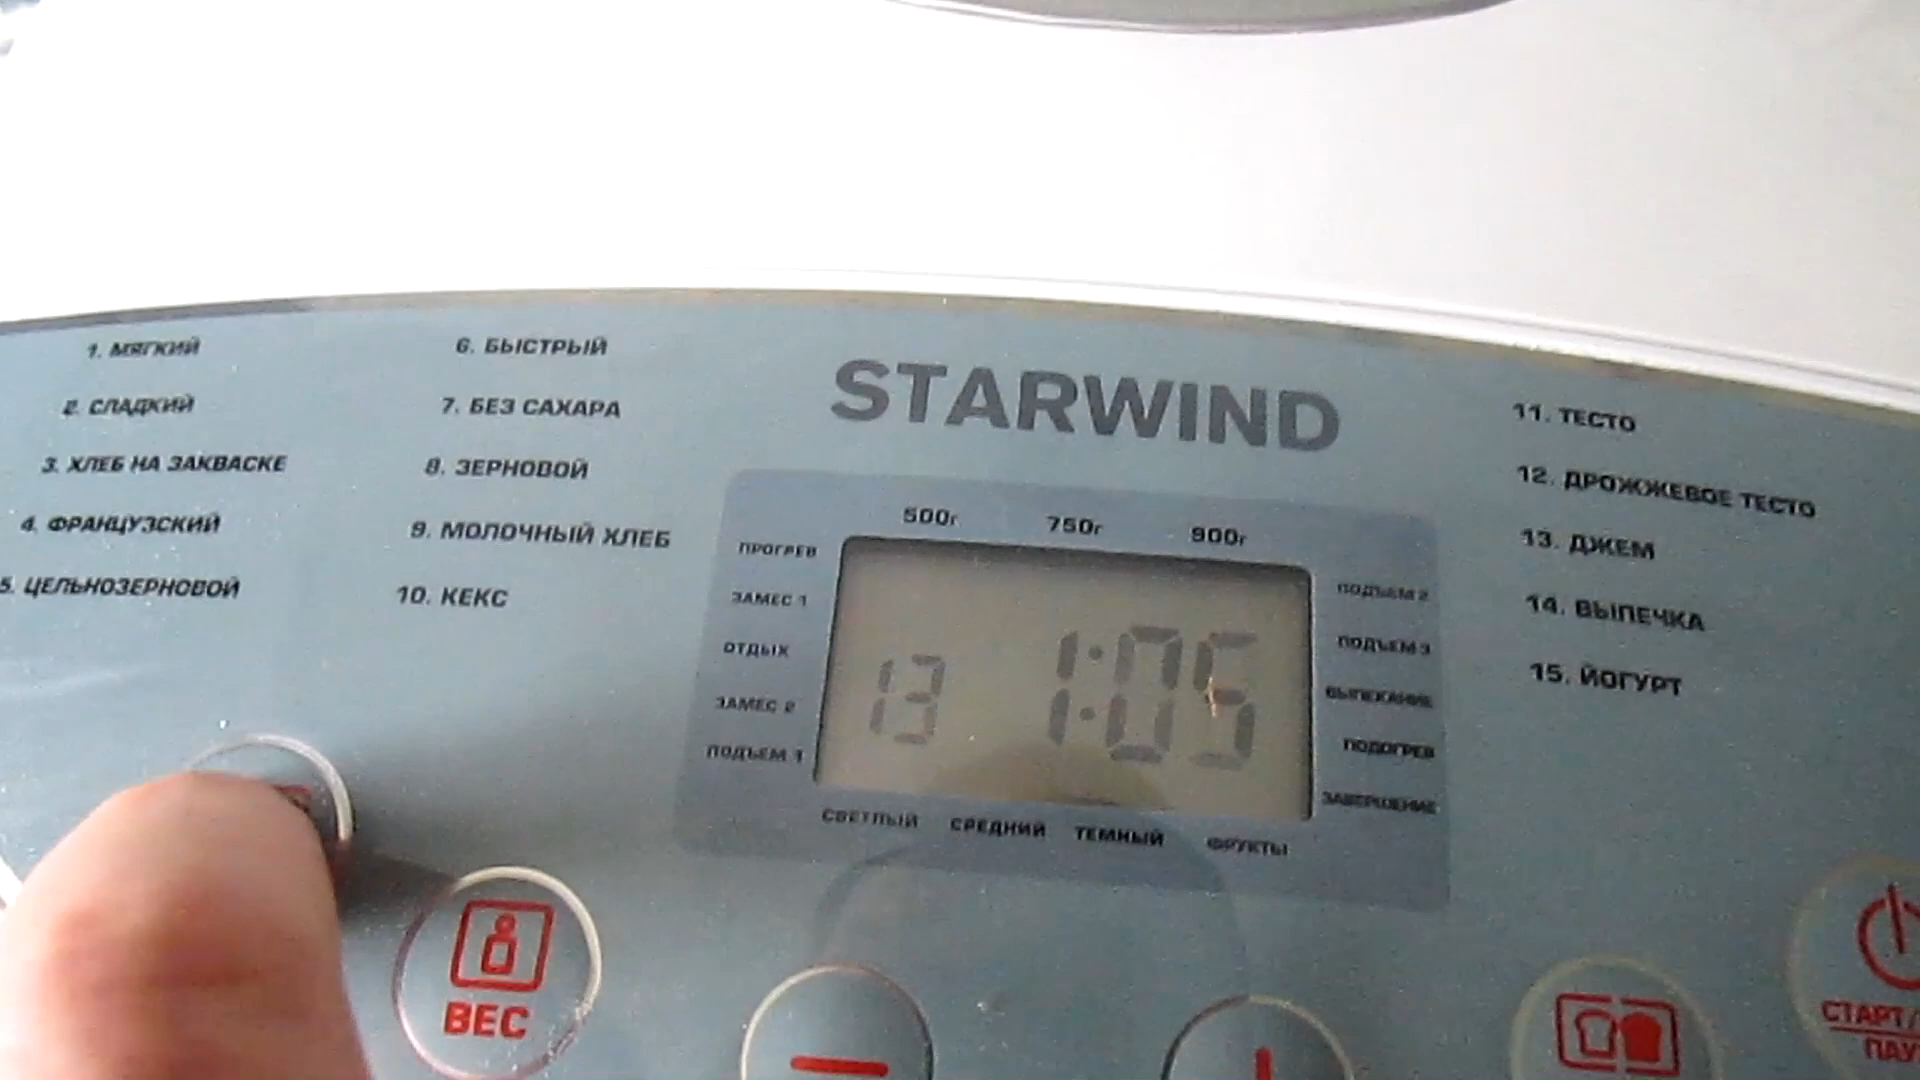 1. МЯГКИЙ
2. СЛАДКИЙ
3. ХЛЕБ НА ЗАКВАСКЕ
4. ФРАНЦУЗСКИЙ
5. ЦЕЛЬНОЗЕРНОВОЙ
6. БЫСТРЫЙ
7. БЕЗ САХАРА
8. ЗЕРНОВОЙ
9. МОЛОЧНЫЙ ХЛЕБ
10. КЕКС
STARWIND
500г 750г 900г
ПРОГРЕВ
ЗАМЕС 1
ОТДЫХ
ЗАМЕС 2
ПОДЪЕМ 1
13 1:05
ПОДЪЕМ 2
ПОДЪЕМ 3
ВЫПЕКАНИЕ
ПОДОГРЕВ
ЗАВЕРШЕНИЕ
СВЕТЛЫЙ СРЕДНИЙ ТЕМНЫЙ ФРУКТЫ
11. ТЕСТО
12. ДРОЖЖЕВОЕ ТЕСТО
13. ДЖЕМ
14. ВЫПЕЧКА
15. ЙОГУРТ
ВЕС
СТАРТ/
ПАУ